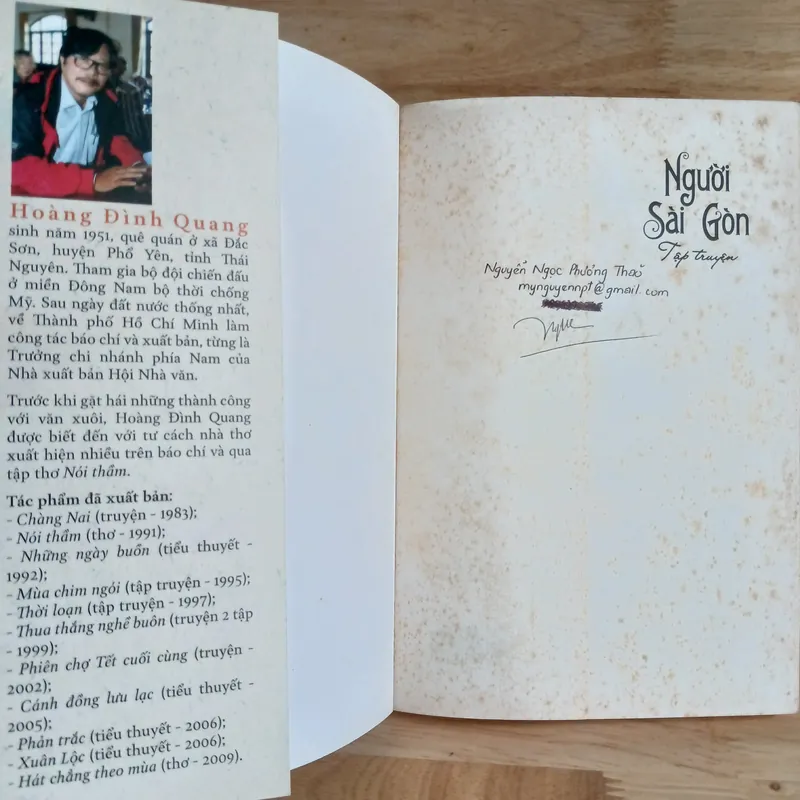 Hoàng Đình Quang
sinh năm 1951, quê quán ở xã Đắc
Sơn, huyện Phổ Yên, tỉnh Thái
Nguyên. Tham gia bộ đội chiến đấu
ở miền Đông Nam bộ thời chống
Mỹ. Sau ngày đất nước thống nhất,
về Thành phố Hồ Chí Minh làm
công tác báo chí và xuất bản, từng là
Trưởng chi nhánh phía Nam của
Nhà xuất bản Hội Nhà văn.
Trước khi gặt hái những thành công
với văn xuôi, Hoàng Đình Quang
được biết đến với tư cách nhà thơ
xuất hiện nhiều trên báo chí và qua
tập thơ Nói thầm.
Tác phẩm đã xuất bản:
- Chàng Nai (truyện - 1983);
- Nói thầm (thơ - 1991);
- Những ngày buồn (tiểu thuyết -
1992);
- Mùa chim ngói (tập truyện - 1995);
- Thời loạn (tập truyện - 1997);
- Thua thắng nghề buôn (truyện 2 tập
- 1999);
- Phiên chợ Tết cuối cùng (truyện -
2002);
- Cánh đồng lưu lạc (tiểu thuyết -
2005);
- Phản trắc (tiểu thuyết - 2006);
- Xuân Lộc (tiểu thuyết - 2006);
- Hát chẳng theo mùa (thơ - 2009).
Người
Sài Gòn
Tập truyện
Nguyễn Ngọc Phương Thảo
mynguyennpt@gmail.com